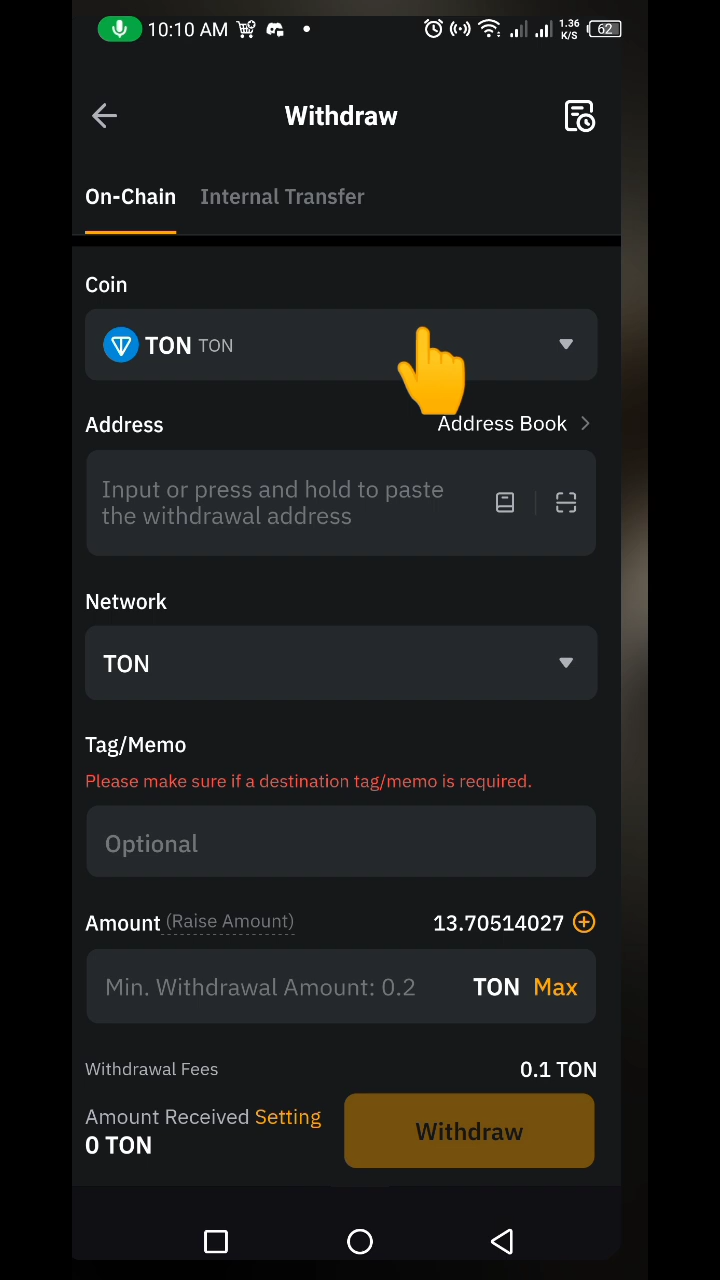 10:10 AM
1.36
K/S
62
Withdraw
On-Chain Internal Transfer
Coin
TON TON
Address Address Book
Input or press and hold to paste
the withdrawal address
Network
TON
Tag/Memo
Please make sure if a destination tag/memo is required.
Optional
Amount (Raise Amount) 13.70514027
Min. Withdrawal Amount: 0.2 TON Max
Withdrawal Fees 0.1 TON
Amount Received Setting
0 TON
Withdraw